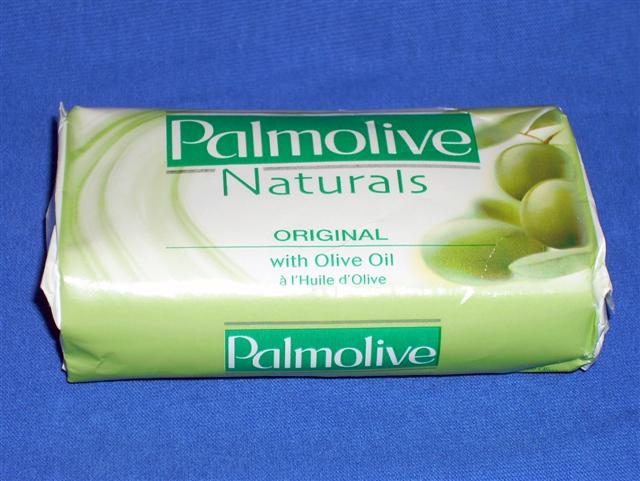 Palmolive
Naturals
ORIGINAL
with Olive Oil
à l'Huile d'Olive
Palmolive